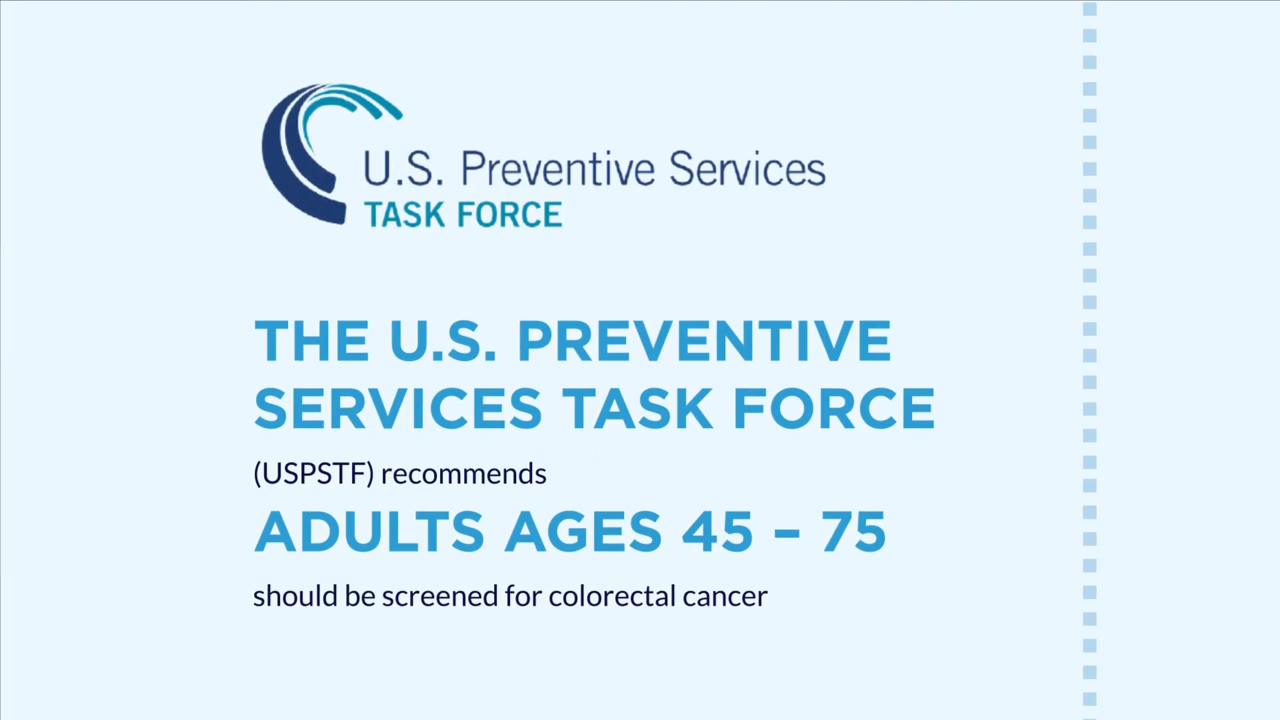 U.S. Preventive Services
TASK FORCE
THE U.S. PREVENTIVE
SERVICES TASK FORCE
(USPSTF) recommends
ADULTS AGES 45 – 75
should be screened for colorectal cancer